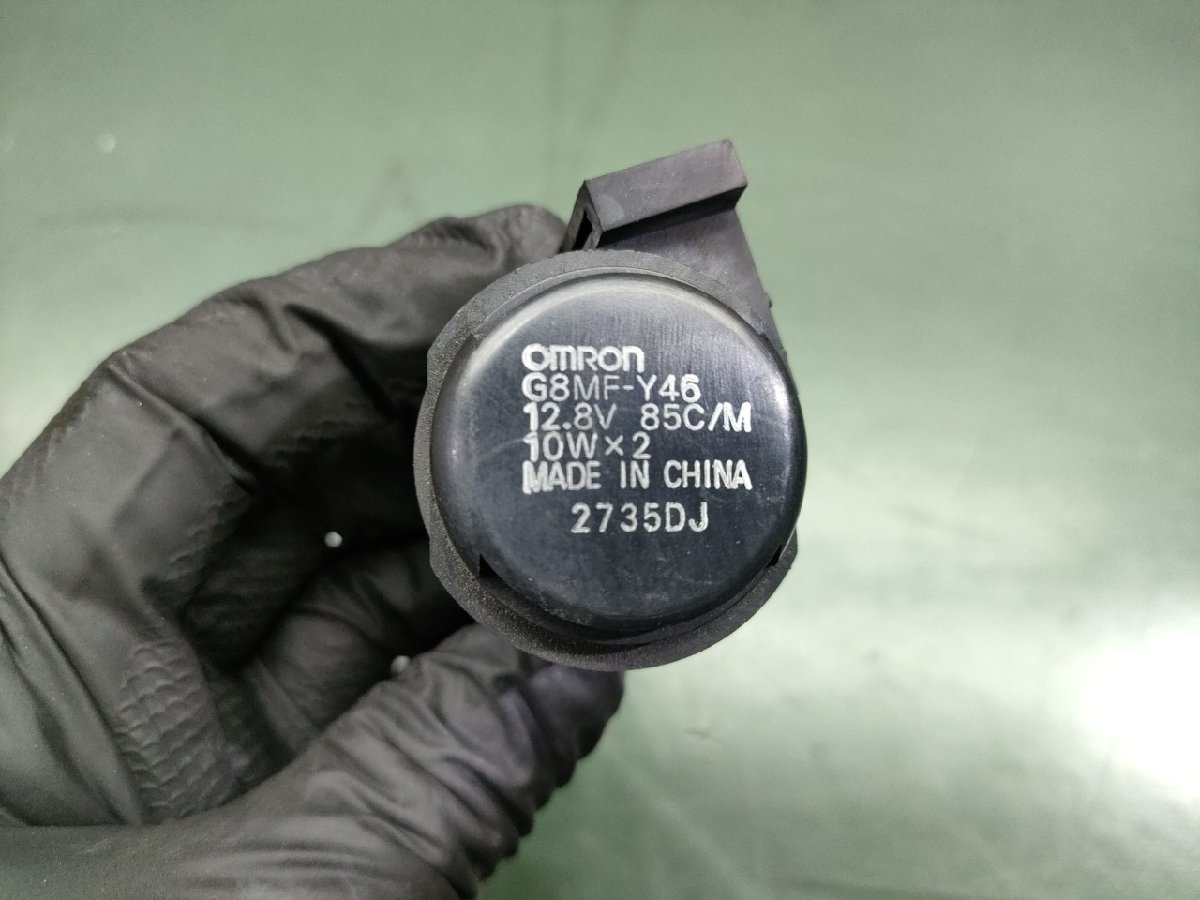 OMRON
G8MF-Y46
12.8V 85C/M
10W×2
MADE IN CHINA
2735DJ